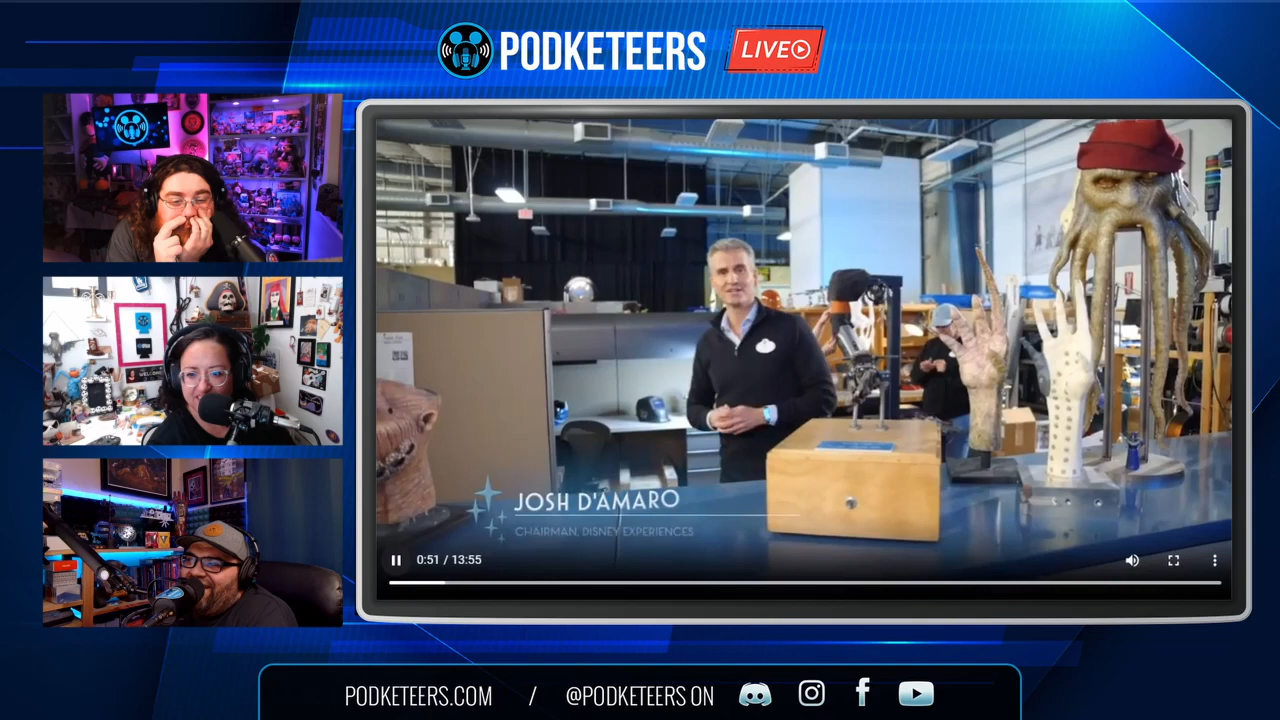 PODKETEERS
LIVE
JOSH D'AMARO
CHAIRMAN, DISNEY EXPERIENCES
0:51 / 13:55
PODKETEERS.COM / @PODKETEERS ON